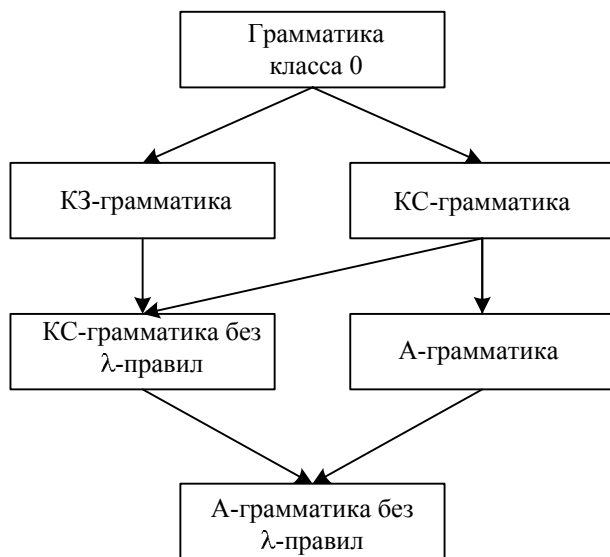 Грамматика
класса 0
КЗ-грамматика
КС-грамматика
КС-грамматика без
λ-правил
А-грамматика
А-грамматика без
λ-правил